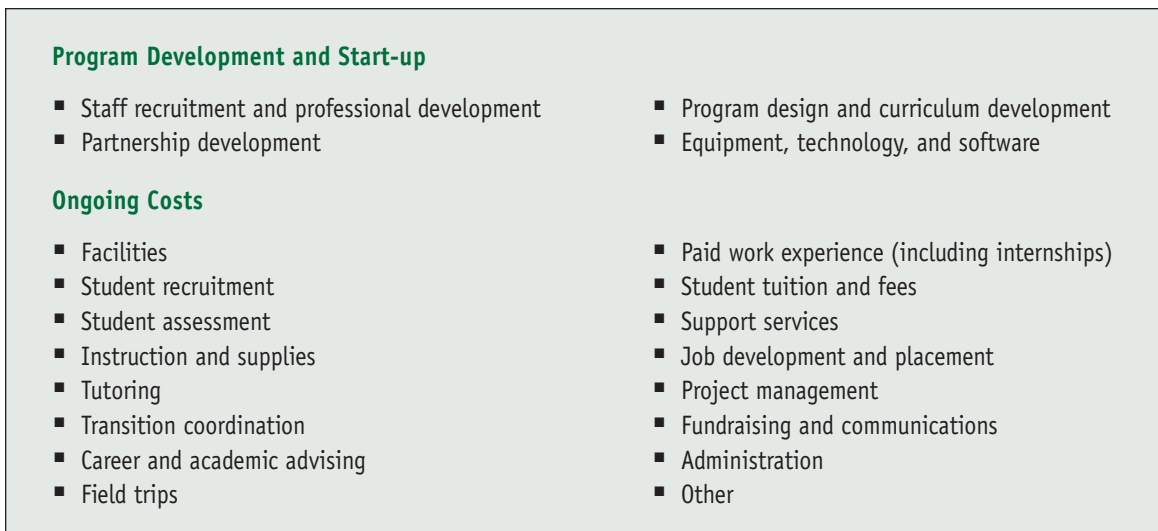 Program Development and Start-up
▪ Staff recruitment and professional development
▪ Partnership development
▪ Program design and curriculum development
▪ Equipment, technology, and software
Ongoing Costs
▪ Facilities
▪ Student recruitment
▪ Student assessment
▪ Instruction and supplies
▪ Tutoring
▪ Transition coordination
▪ Career and academic advising
▪ Field trips
▪ Paid work experience (including internships)
▪ Student tuition and fees
▪ Support services
▪ Job development and placement
▪ Project management
▪ Fundraising and communications
▪ Administration
▪ Other